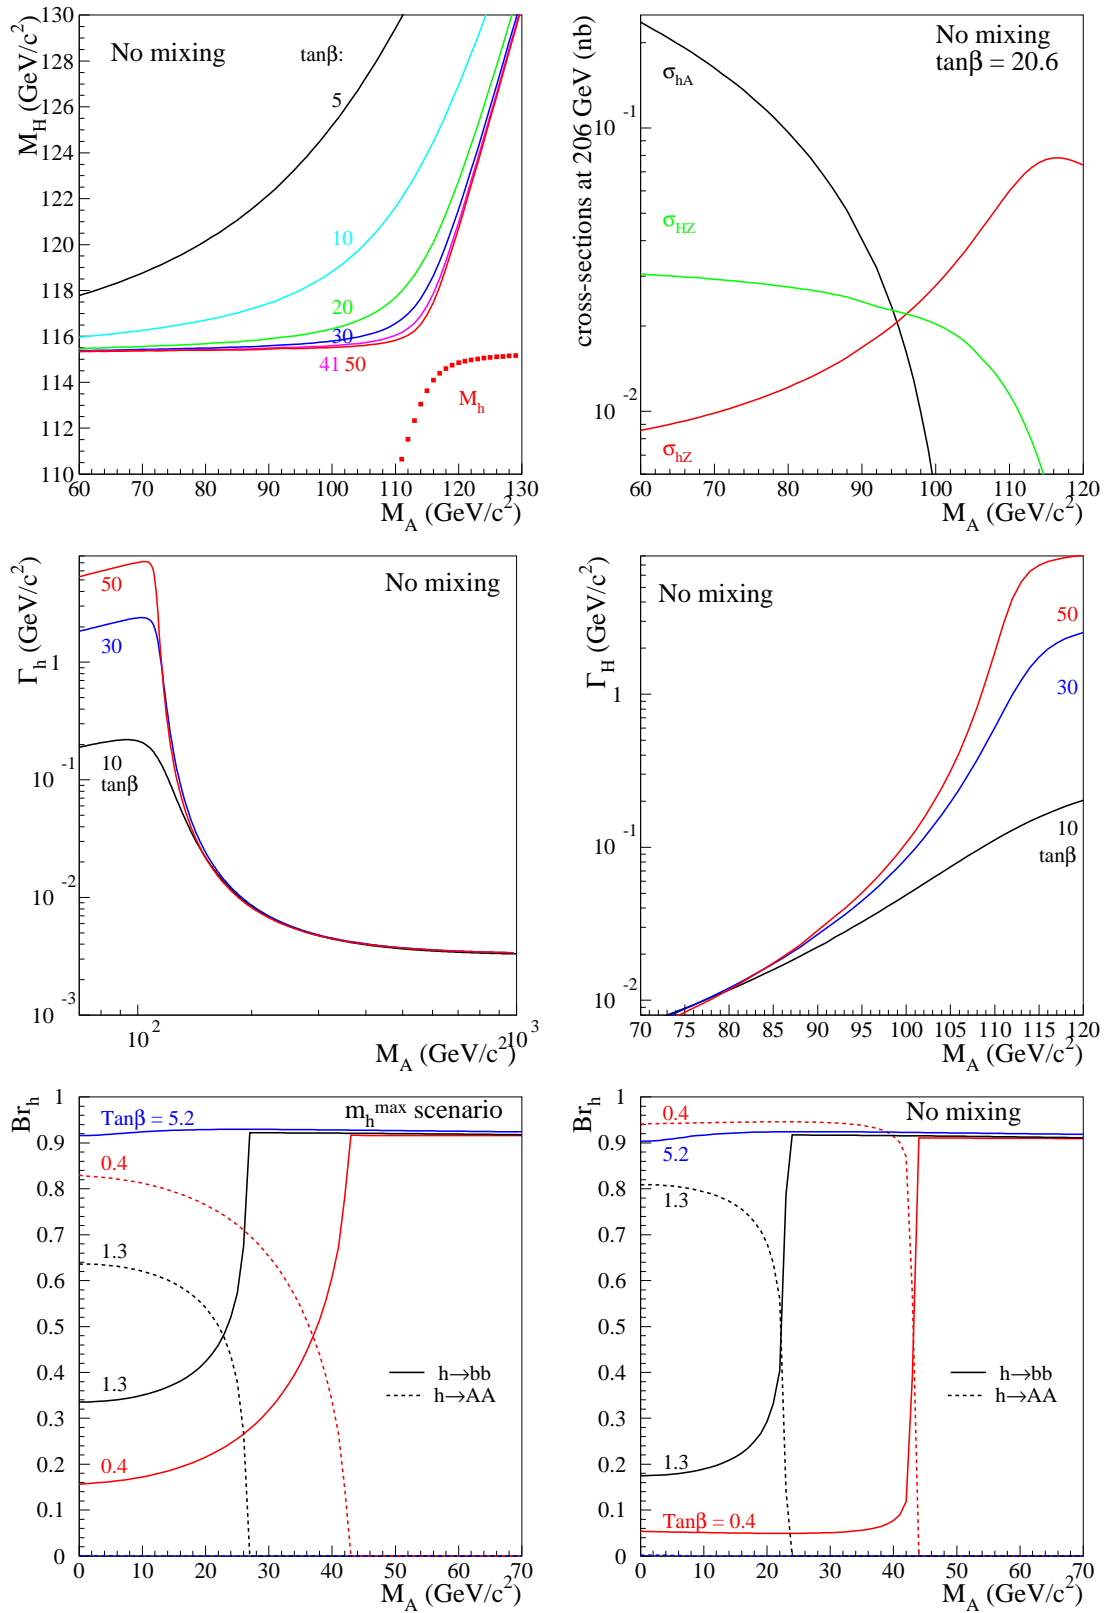 M_H (GeV/c²)
130
128
126
124
122
120
118
116
114
112
110
No mixing
tanβ:
5
10
20
30
41 50
M_h
60 70 80 90 100 110 120 130
M_A (GeV/c²)
cross-sections at 206 GeV (nb)
10⁻¹
10⁻²
No mixing
tanβ = 20.6
σ_hA
σ_HZ
σ_hZ
60 70 80 90 100 110 120
M_A (GeV/c²)
Γ_h (GeV/c²)
1
10⁻¹
10⁻²
10⁻³
No mixing
50
30
10
tanβ
10² 10³
M_A (GeV/c²)
Γ_H (GeV/c²)
1
10⁻¹
10⁻²
No mixing
50
30
10
tanβ
70 75 80 85 90 95 100 105 110 115 120
M_A (GeV/c²)
Br_h
1
0.9
0.8
0.7
0.6
0.5
0.4
0.3
0.2
0.1
0
m_h^max scenario
Tanβ = 5.2
0.4
1.3
1.3
0.4
h→bb
h→AA
0 10 20 30 40 50 60 70
M_A (GeV/c²)
Br_h
1
0.9
0.8
0.7
0.6
0.5
0.4
0.3
0.2
0.1
0
No mixing
0.4
5.2
1.3
1.3
Tanβ = 0.4
h→bb
h→AA
0 10 20 30 40 50 60 70
M_A (GeV/c²)